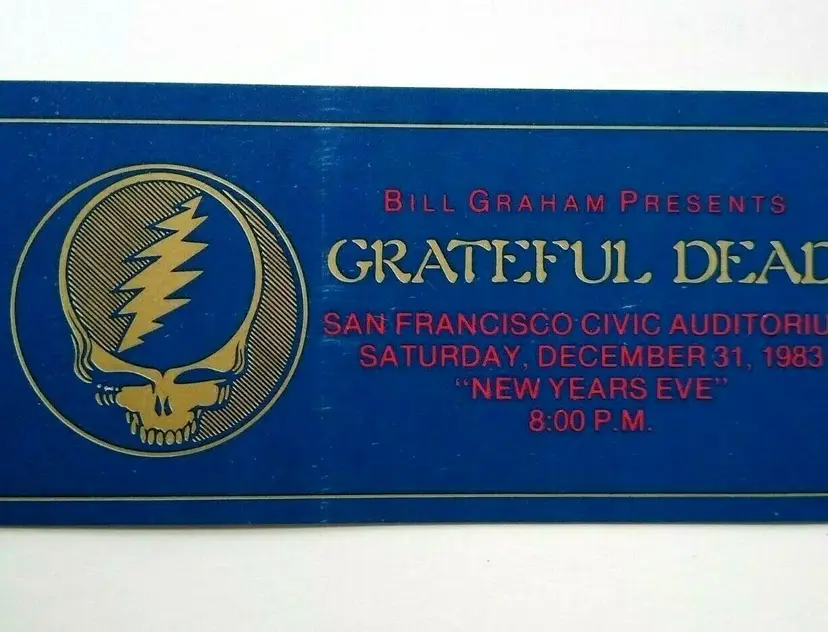 BILL GRAHAM PRESENTS
GRATEFUL DEAD
SAN FRANCISCO CIVIC AUDITORIU
SATURDAY, DECEMBER 31, 1983
“NEW YEARS EVE”
8:00 P.M.